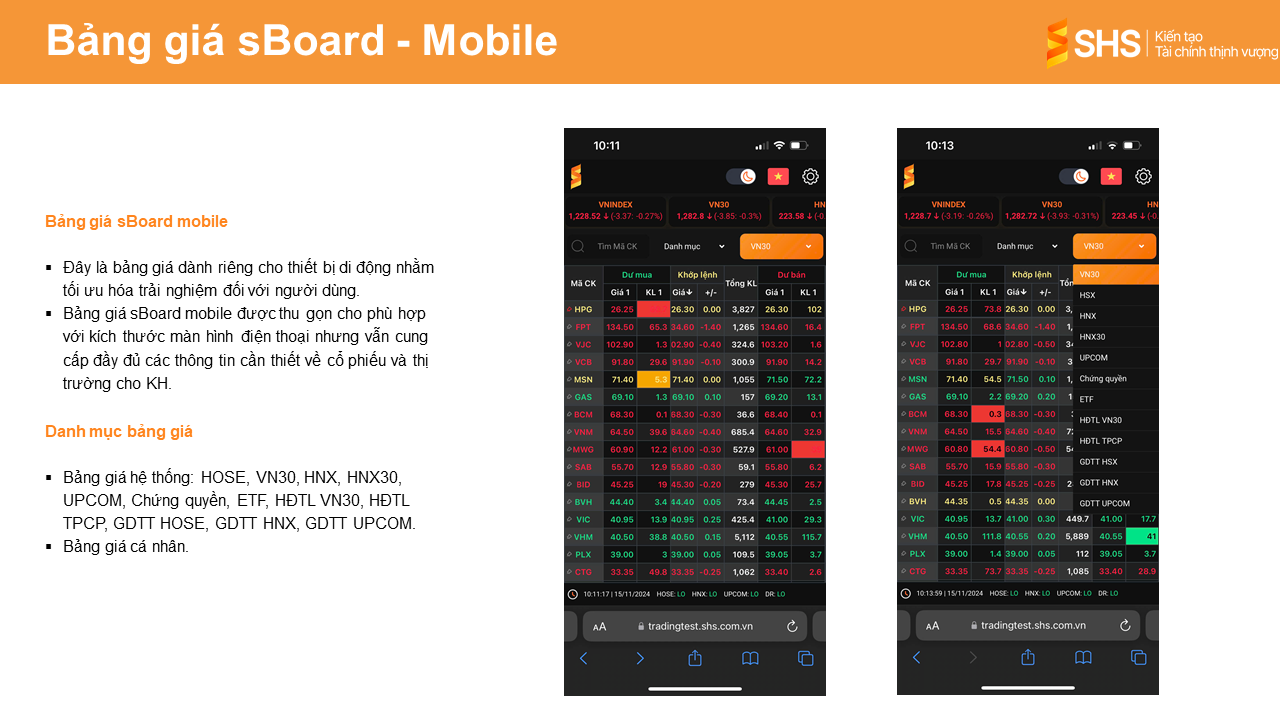 Bảng giá sBoard - Mobile
SHS
Kiến tạo
Tài chính thịnh vượng
Bảng giá sBoard mobile
▪ Đây là bảng giá dành riêng cho thiết bị di động nhằm
tối ưu hóa trải nghiệm đối với người dùng.
▪ Bảng giá sBoard mobile được thu gọn cho phù hợp
với kích thước màn hình điện thoại nhưng vẫn cung
cấp đầy đủ các thông tin cần thiết về cổ phiếu và thị
trường cho KH.
Danh mục bảng giá
▪ Bảng giá hệ thống: HOSE, VN30, HNX, HNX30,
UPCOM, Chứng quyền, ETF, HĐTL VN30, HĐTL
TPCP, GDTT HOSE, GDTT HNX, GDTT UPCOM.
▪ Bảng giá cá nhân.
10:11
VNINDEX VN30 HN
1,228.52 ↓ (-3.37: -0.27%) 1,282.8 ↓ (-3.85: -0.3%) 223.58 ↓ (-0.
Tìm Mã CK Danh mục VN30
Mã CK Dư mua Khớp lệnh Tổng KL Dư bán
Giá 1 KL 1 Giá +/- Giá 1 KL 1
HPG 26.25 26.30 0.00 3,827 26.30 102
FPT 134.50 65.3 34.60 -1.40 1,265 134.60 16.4
VJC 102.90 1.3 02.90 -0.40 324.6 103.20 1.6
VCB 91.80 29.6 91.90 -0.10 300.9 91.90 14.2
MSN 71.40 5.3 71.40 0.00 1,055 71.50 72.2
GAS 69.10 1.3 69.10 0.10 157 69.20 13.1
BCM 68.30 0.1 68.30 -0.30 36.6 68.40 0.1
VNM 64.50 39.6 54.60 -0.40 685.4 64.60 32.9
MWG 60.90 12.2 61.00 -0.30 527.9 61.00
SAB 55.70 12.9 55.80 -0.30 59.1 55.80 6.2
BID 45.25 19 45.30 -0.20 279 45.30 25.7
BVH 44.40 3.4 44.40 0.05 73.4 44.45 2.5
VIC 40.95 13.9 40.95 0.25 425.4 41.00 29.3
VHM 40.50 38.8 40.50 0.15 5,112 40.55 115.7
PLX 39.00 3 39.00 0.05 109.5 39.05 3.7
CTG 33.35 49.8 33.35 -0.25 1,062 33.40 2.6
10:11:17 | 15/11/2024 HOSE: LO HNX: LO UPCOM: LO DR: LO
AA tradingtest.shs.com.vn
10:13
VNINDEX VN30 HN
1,228.7 ↓ (-3.19: -0.26%) 1,282.72 ↓ (-3.93: -0.31%) 223.45 ↓ (-0.
Tìm Mã CK Danh mục VN30
Mã CK Dư mua Khớp lệnh Tổn
Giá 1 KL 1 Giá +/-
HPG 26.25 73.8 26.30 0.00 3,
FPT 134.50 68.6 34.60 -1.40 1,
VJC 102.80 1 02.80 -0.50 34
VCB 91.80 29.7 91.90 -0.10 3
MSN 71.40 54.5 71.50 0.10 1,
GAS 69.10 2.2 69.20 0.20 1
BCM 68.30 0.3 68.30 -0.30
VNM 64.50 15.5 64.60 -0.40 72
MWG 60.80 54.4 80.80 -0.50 54
SAB 55.70 15.9 55.80 -0.30
BID 45.25 17.8 45.25 -0.25 2
BVH 44.35 0.5 44.35 0.00
VIC 40.95 13.7 41.00 0.30 449.7 41.00 17.7
VHM 40.50 111.8 40.55 0.20 5,889 40.55 41
PLX 39.00 1.4 39.00 0.05 112 39.05 3.7
CTG 33.35 73.7 33.35 -0.25 1,085 33.40 28.9
VN30
HSX
HNX
HNX30
UPCOM
Chứng quyền
ETF
HĐTL VN30
HĐTL TPCP
GDTT HSX
GDTT HNX
GDTT UPCOM
10:13:59 | 15/11/2024 HOSE: LO HNX: LO UPCOM: LO DR: LO
AA tradingtest.shs.com.vn